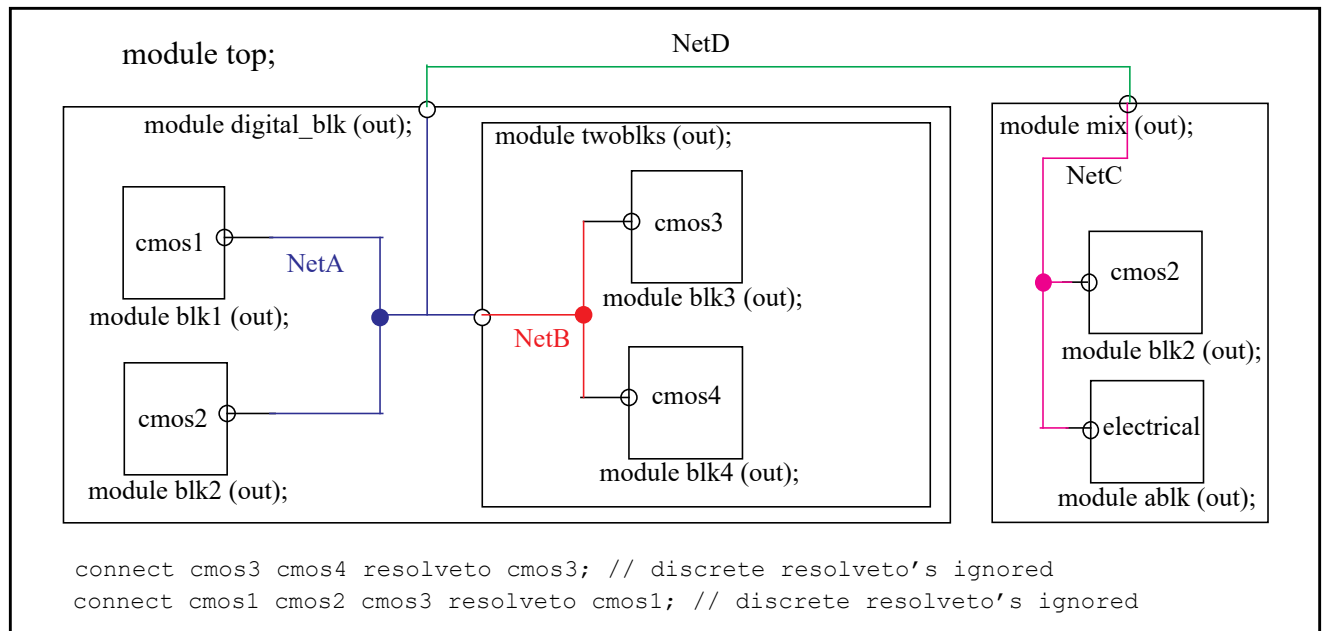 module top;
NetD
module digital_blk (out);
module twoblks (out);
module mix (out);
NetC
cmos1
NetA
module blk1 (out);
cmos3
module blk3 (out);
NetB
cmos2
module blk2 (out);
cmos4
module blk4 (out);
cmos2
module blk2 (out);
electrical
module ablk (out);
connect cmos3 cmos4 resolveto cmos3; // discrete resolveto’s ignored
connect cmos1 cmos2 cmos3 resolveto cmos1; // discrete resolveto’s ignored